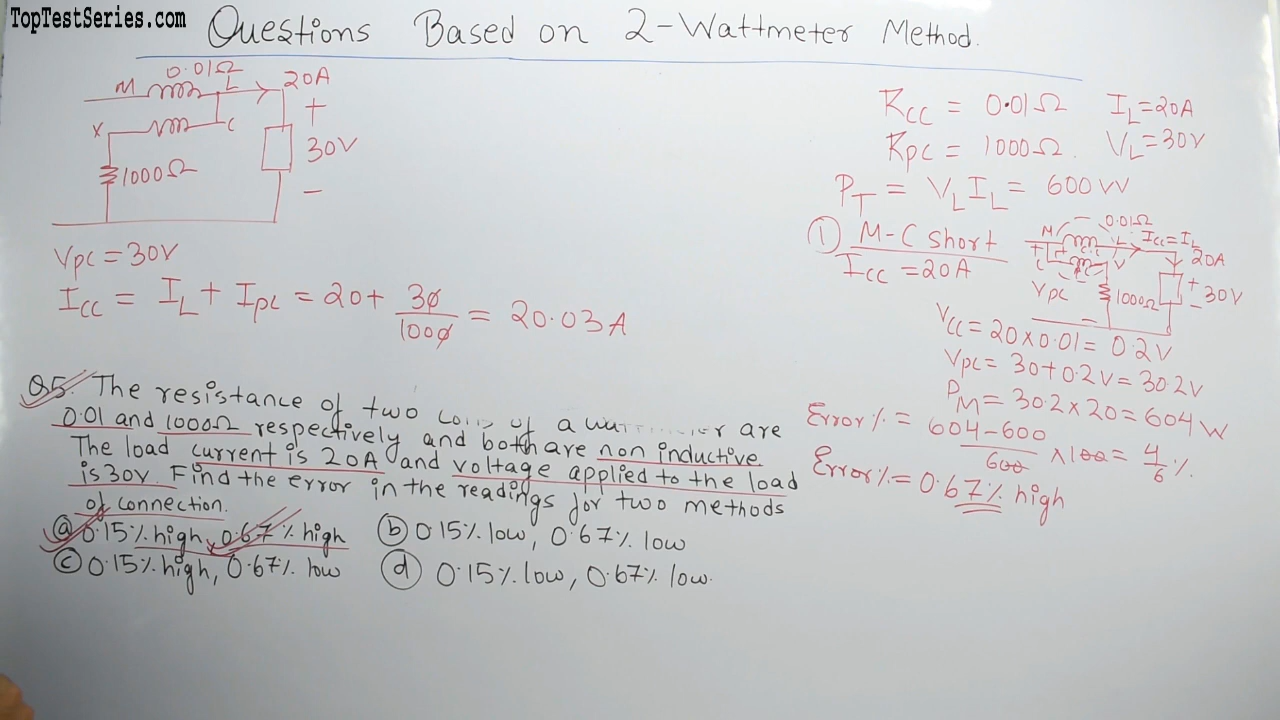 TopTestSeries.com
Questions Based on 2-Wattmeter Method.
0.01Ω
M L 20A
+
X C
30V
1000Ω
−
Vpc = 30V
Icc = IL + Ipc = 20 + 30/1000 = 20.03A
Q5. The resistance of two of a are
0.01 and 1000Ω respectively and both are non inductive
The load current is 20A and voltage applied to the load
is 30V. Find the error in the readings for two methods
of connection.
(a) 0.15% high, 0.67% high (b) 0.15% low, 0.67% low
(c) 0.15% high, 0.67% low (d) 0.15% low, 0.67% low.
Rcc = 0.01Ω IL = 20A
Rpc = 1000Ω. VL = 30V
PT = VL IL = 600W
(1) M-C Short
Icc = 20A
− 0.01Ω
M L Icc = IL
+ 20A
C V
Vpc 1000Ω + 30V
− −
Vcc = 20×0.01 = 0.2V
Vpc = 30+0.2V = 30.2V
PM = 30.2×20 = 604W
Error% = 604−600/600 ×100 = 4/6 %.
Error% = 0.67% high